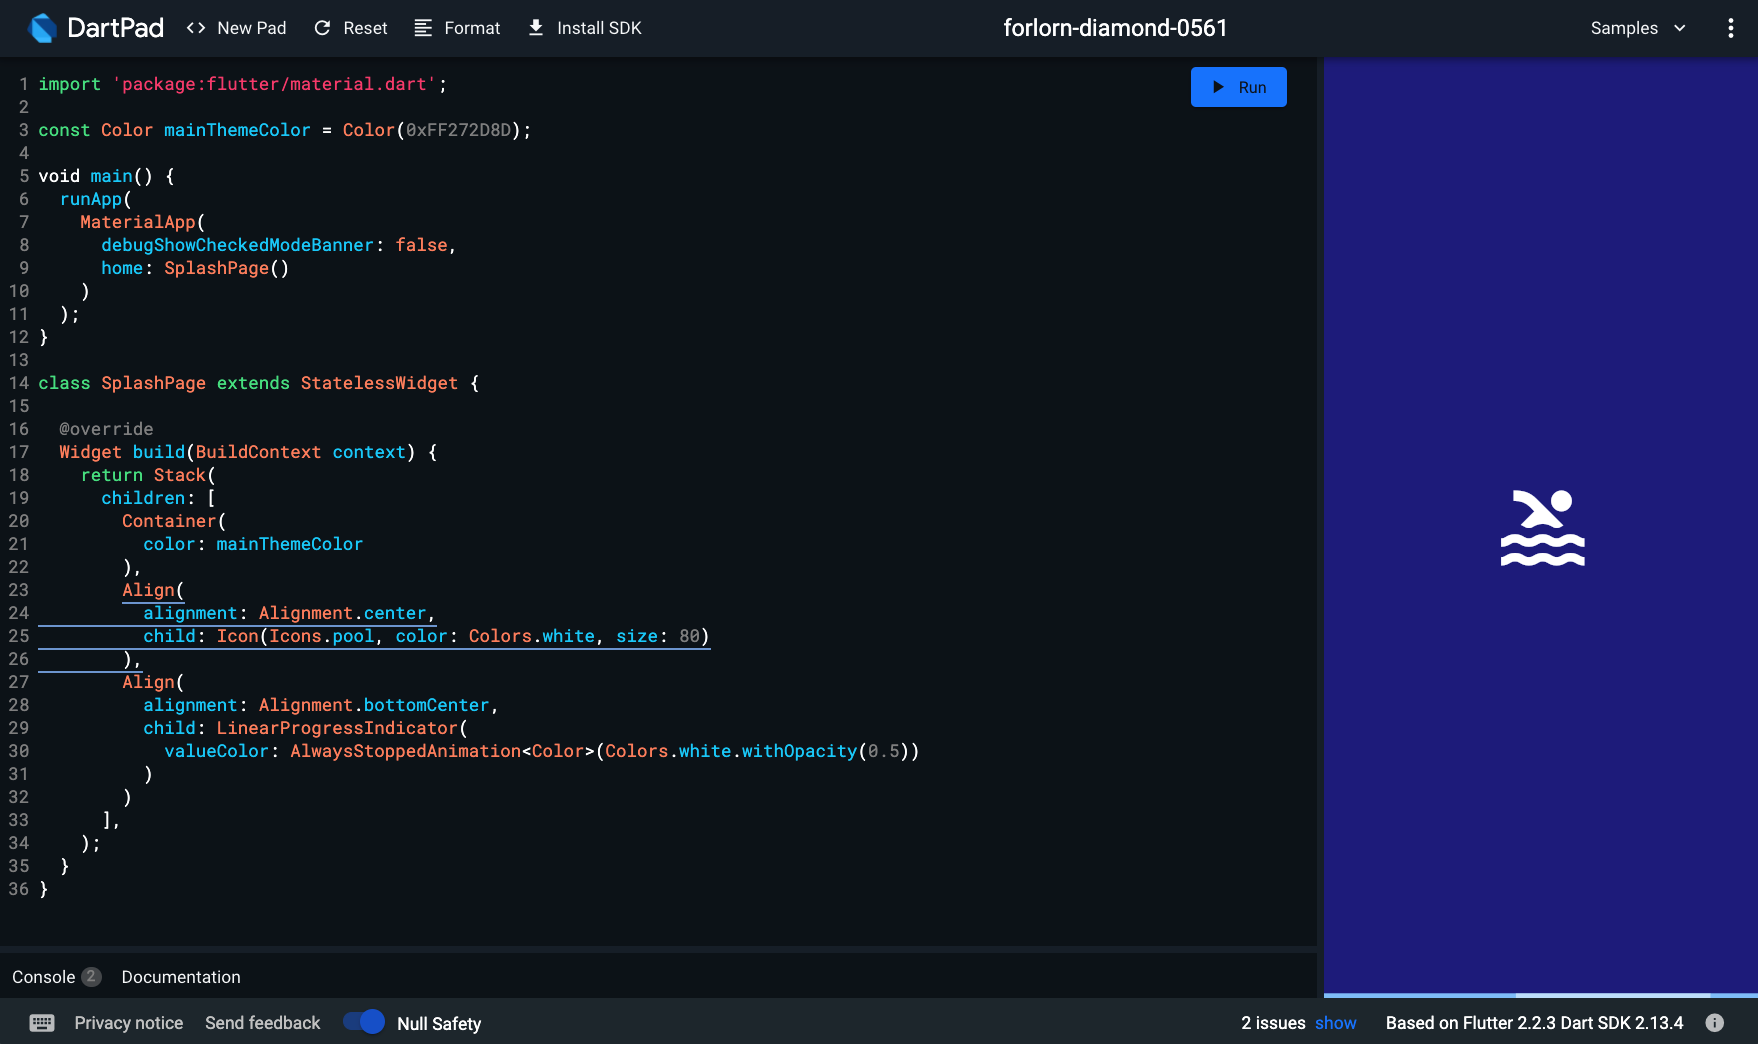 DartPad <> New Pad Reset Format Install SDK forlorn-diamond-0561 Samples
Run
1 import 'package:flutter/material.dart';
2
3 const Color mainThemeColor = Color(0xFF272D8D);
4
5 void main() {
6   runApp(
7     MaterialApp(
8       debugShowCheckedModeBanner: false,
9       home: SplashPage()
10     )
11   );
12 }
13
14 class SplashPage extends StatelessWidget {
15
16   @override
17   Widget build(BuildContext context) {
18     return Stack(
19       children: [
20         Container(
21           color: mainThemeColor
22         ),
23         Align(
24           alignment: Alignment.center,
25           child: Icon(Icons.pool, color: Colors.white, size: 80)
26         ),
27         Align(
28           alignment: Alignment.bottomCenter,
29           child: LinearProgressIndicator(
30             valueColor: AlwaysStoppedAnimation<Color>(Colors.white.withOpacity(0.5))
31           )
32         )
33       ],
34     );
35   }
36 }
Console 2 Documentation
Privacy notice Send feedback Null Safety 2 issues show Based on Flutter 2.2.3 Dart SDK 2.13.4